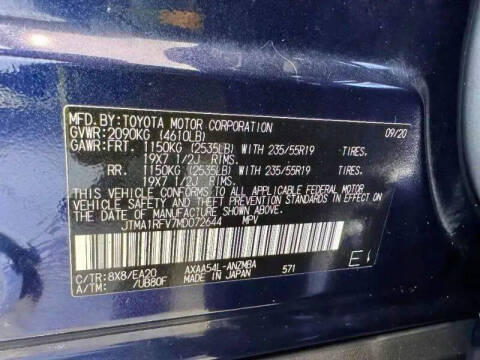 MFD.BY:TOYOTA MOTOR CORPORATION 09/20
GVWR:2090KG (4610LB)
GAWR:FRT. 1150KG (2535LB) WITH 235/55R19 TIRES.
19X7 1/2J RIMS.
RR. 1150KG (2535LB) WITH 235/55R19 TIRES.
19X7 1/2J RIMS.
THIS VEHICLE CONFORMS TO ALL APPLICABLE FEDERAL MOTOR
VEHICLE SAFETY AND THEFT PREVENTION STANDARDS IN EFFECT ON
THE DATE OF MANUFACTURE SHOWN ABOVE.
JTMA1RFV7MD072644 MPV
C/TR:8X8/EA20 AXAA54L-ANZMBA 571
A/TM: /UB80F MADE IN JAPAN
E